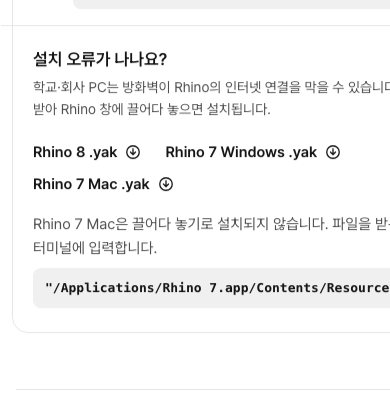 설치 오류가 나나요?
학교·회사 PC는 방화벽이 Rhino의 인터넷 연결을 막을 수 있습니다
받아 Rhino 창에 끌어다 놓으면 설치됩니다.
Rhino 8 .yak Rhino 7 Windows .yak
Rhino 7 Mac .yak
Rhino 7 Mac은 끌어다 놓기로 설치되지 않습니다. 파일을 받
터미널에 입력합니다.
"/Applications/Rhino 7.app/Contents/Resource